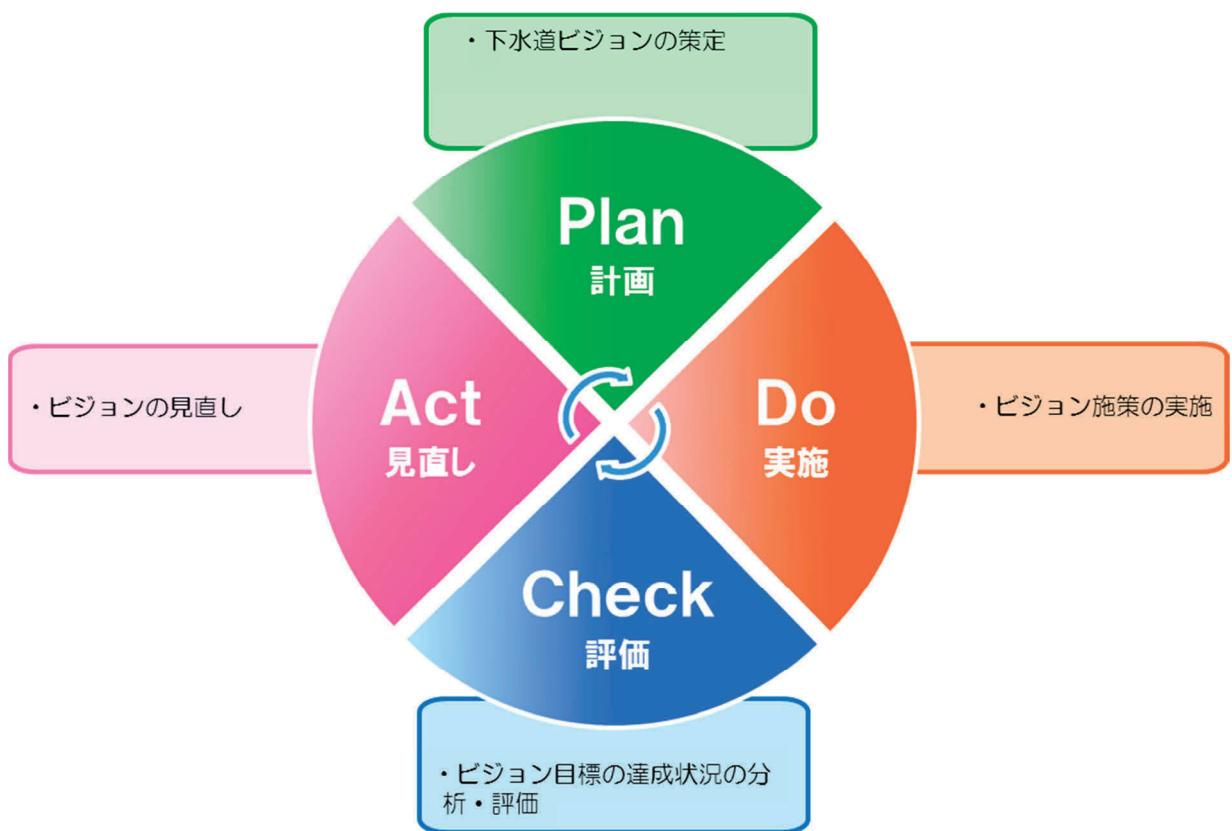 ・下水道ビジョンの策定
Plan
計画
Act
見直し
・ビジョンの見直し
Do
実施
・ビジョン施策の実施
Check
評価
・ビジョン目標の達成状況の分
析・評価